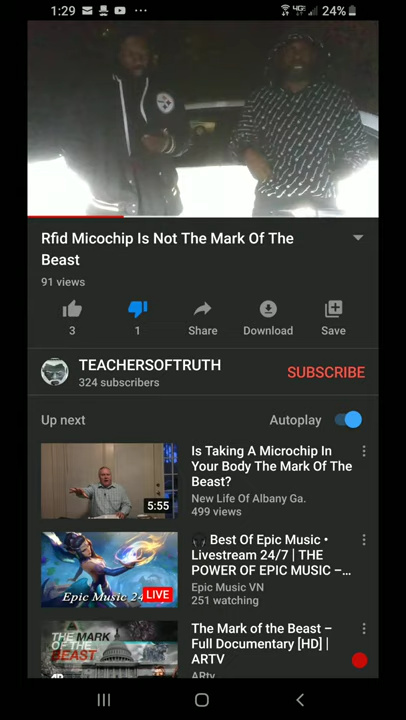 1:29
4G
24%
Rfid Micochip Is Not The Mark Of The
Beast
91 views
3
1
Share
Download
Save
TEACHERSOFTRUTH
324 subscribers
SUBSCRIBE
Up next
Autoplay
5:55
Is Taking A Microchip In
Your Body The Mark Of The
Beast?
New Life Of Albany Ga.
499 views
Epic Music 24
LIVE
Best Of Epic Music •
Livestream 24/7 | THE
POWER OF EPIC MUSIC –...
Epic Music VN
251 watching
THE MARK
OF THE
BEAST
The Mark of the Beast –
Full Documentary [HD] |
ARTV